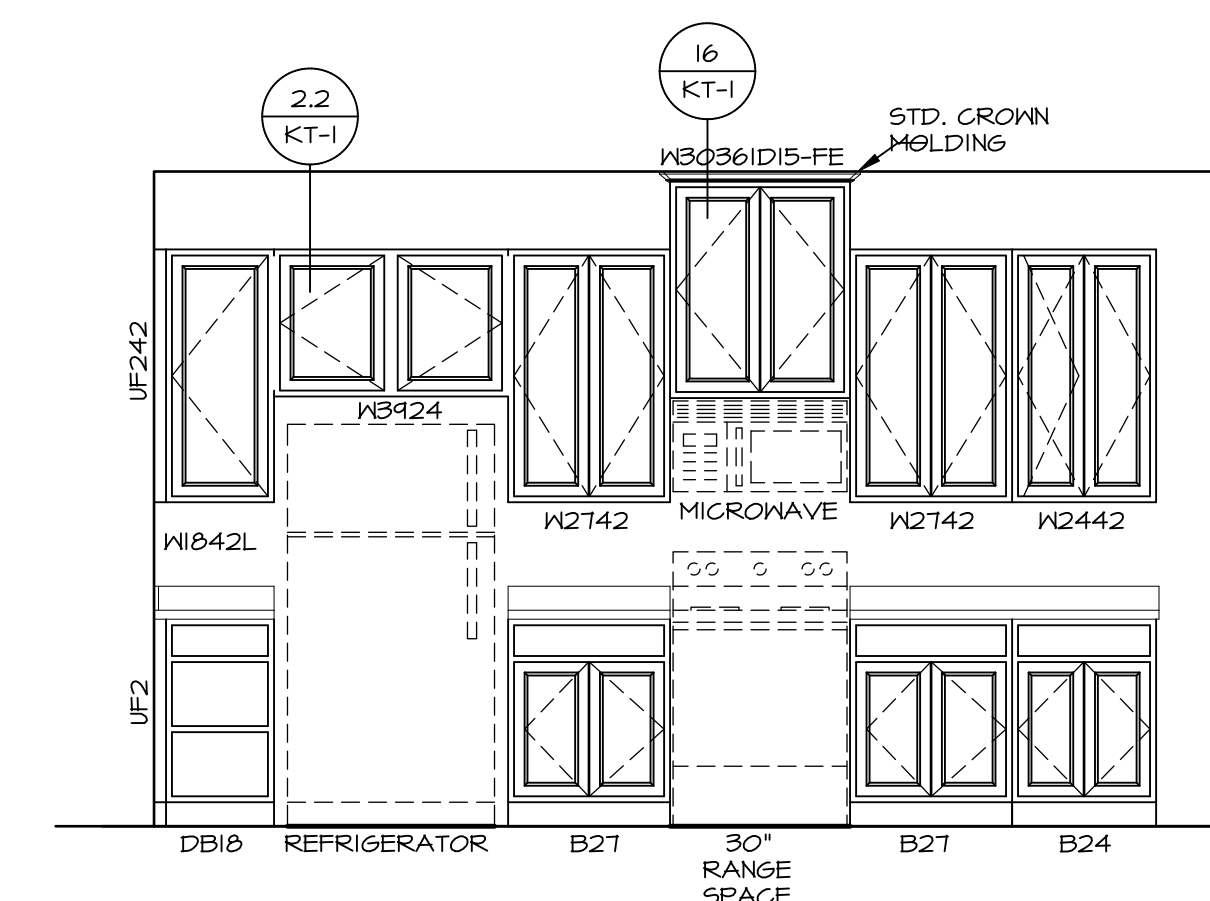 16
KT-1
2.2
KT-1
STD. CROWN
MOLDING
W30361D15-FE
UF242
W3924
W2742
MICROWAVE
W2742
W2442
W1842L
UF2
DB18
REFRIGERATOR
B27
30"
RANGE
SPACE
B27
B24